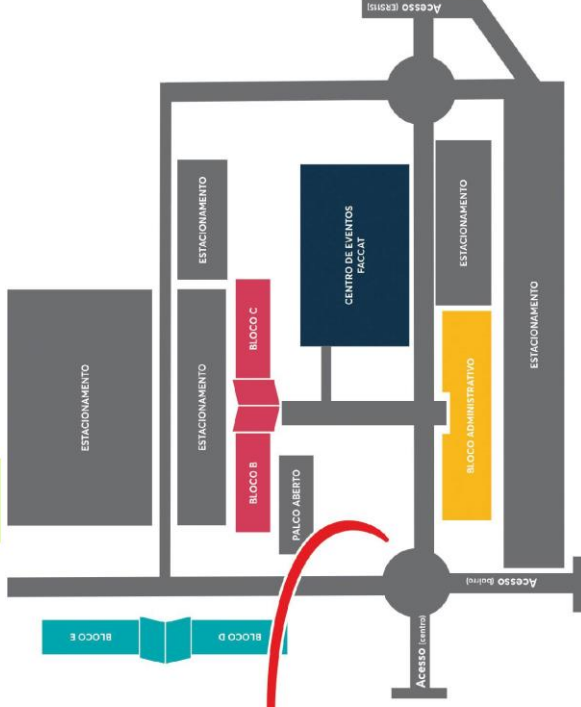 Acesso (ERS115)
ESTACIONAMENTO
CENTRO DE EVENTOS
FACCAT
ESTACIONAMENTO
ESTACIONAMENTO
ESTACIONAMENTO
BLOCO C
ESTACIONAMENTO
BLOCO ADMINISTRATIVO
ESTACIONAMENTO
BLOCO B
PALCO ABERTO
Acesso (bairro)
BLOCO E
BLOCO D
Acesso (centro)